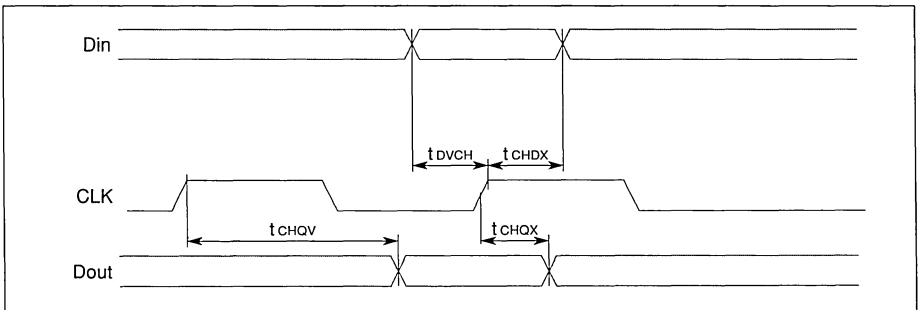 Din
t DVCH
t CHDX
CLK
t CHQV
t CHQX
Dout